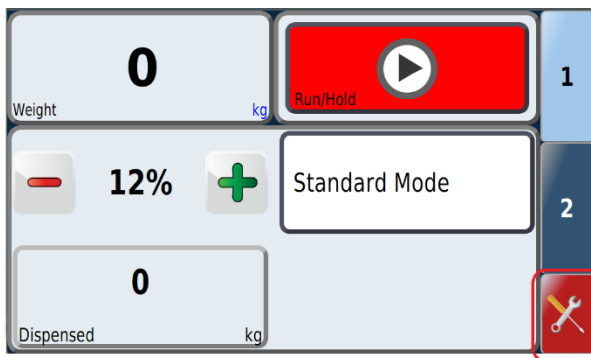 0
Weight kg
Run/Hold
1
12%
Standard Mode
2
0
Dispensed kg